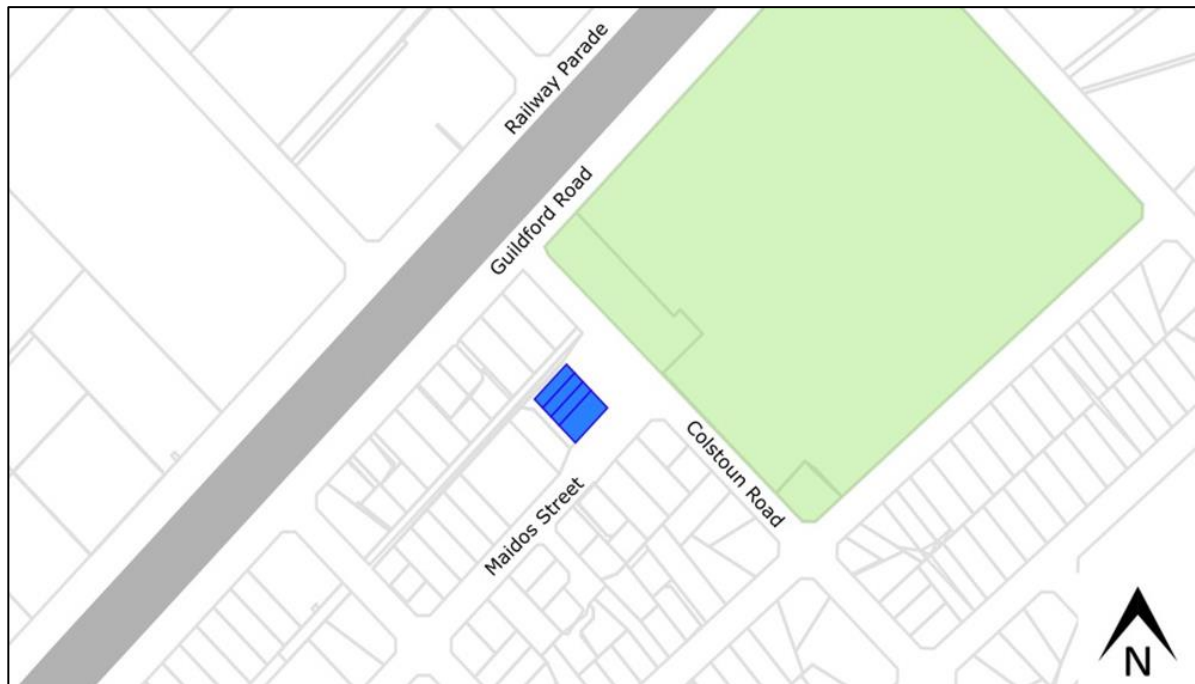 Railway Parade
Guildford Road
Colstoun Road
Maidos Street
N